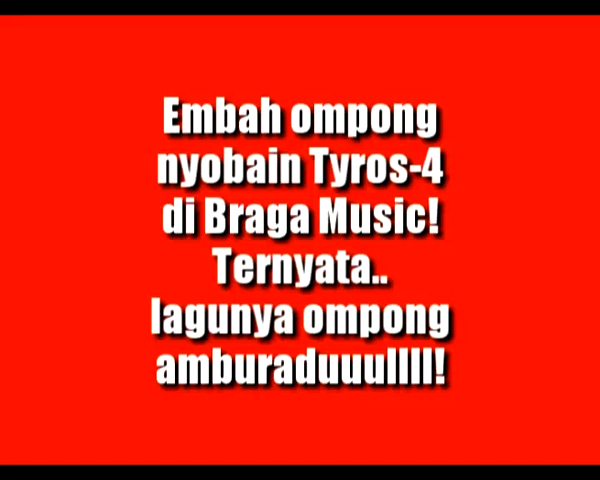 Embah ompong
nyobain Tyros-4
di Braga Music!
Ternyata..
lagunya ompong
amburaduuullll!